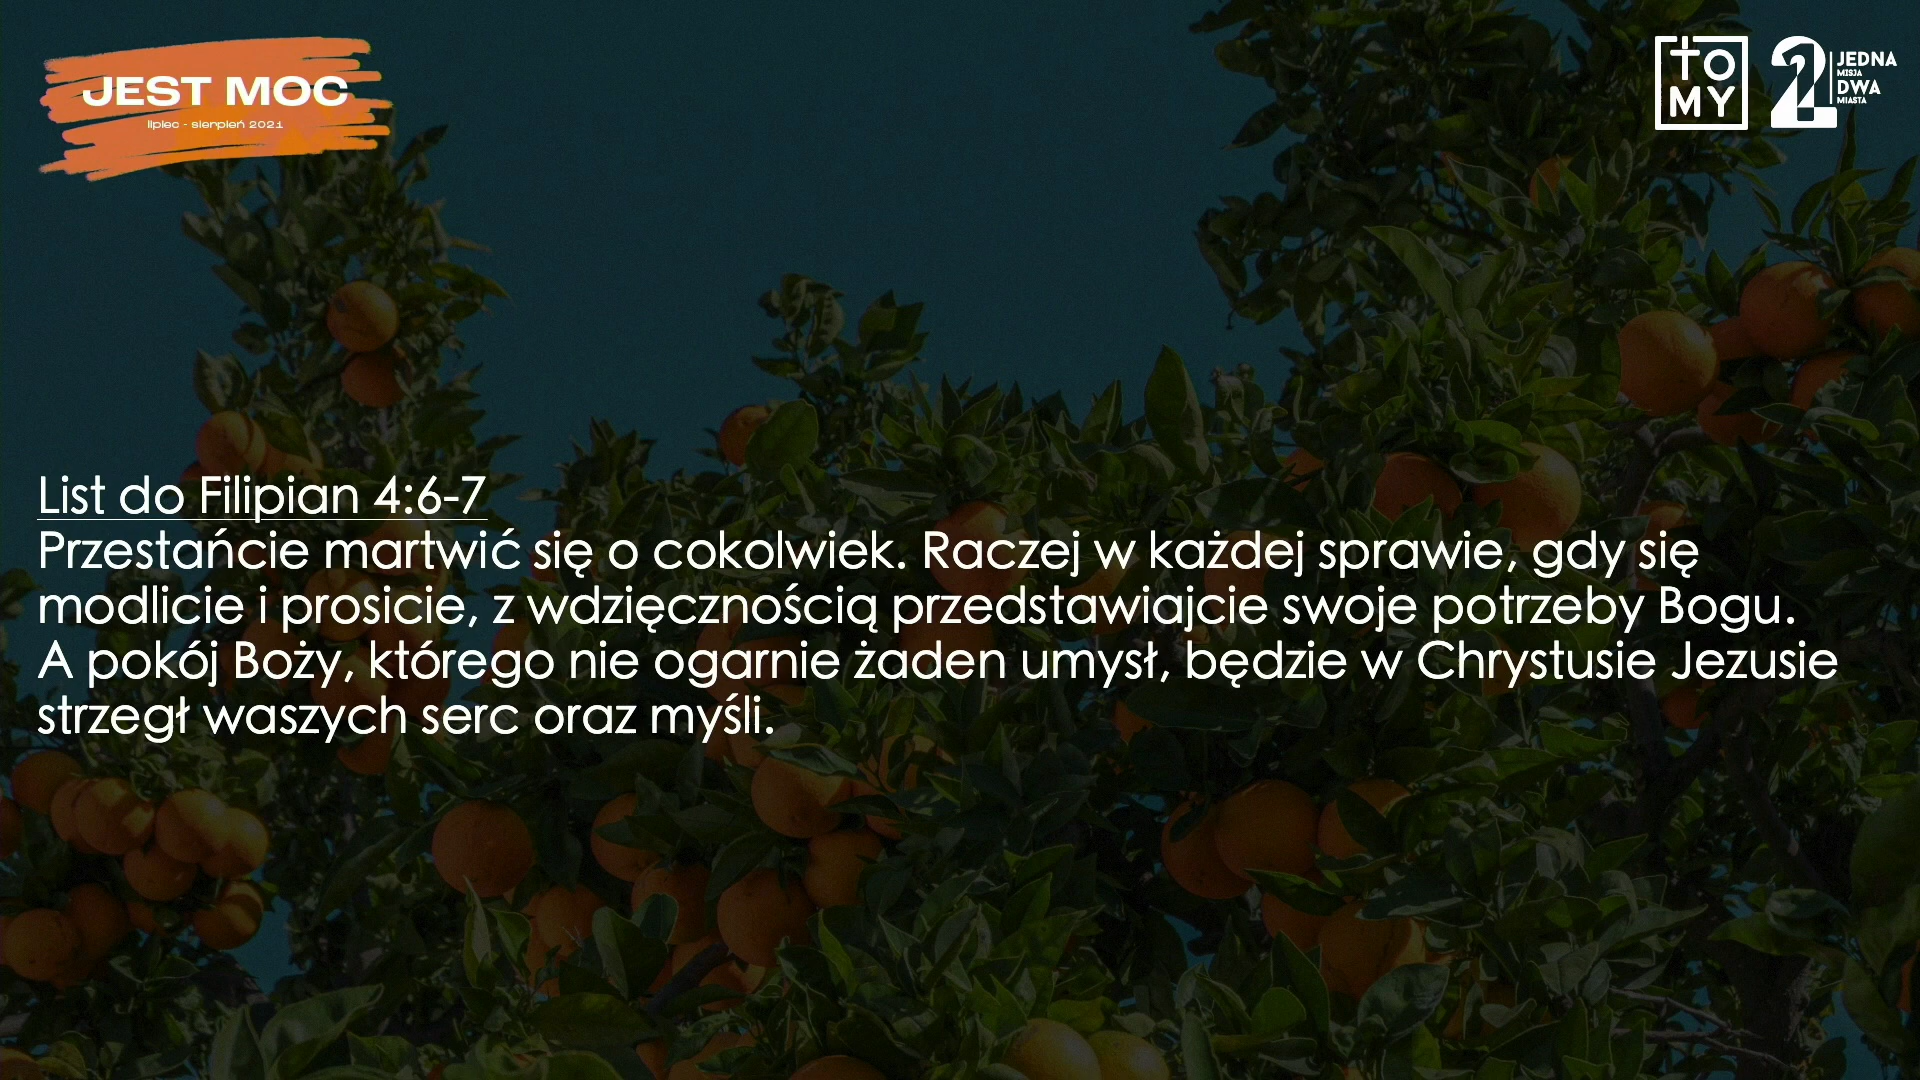 JEST MOC
lipiec - sierpień 2021
TO
MY
21
JEDNA
MISJA
DWA
MIASTA
List do Filipian 4:6-7
Przestańcie martwić się o cokolwiek. Raczej w każdej sprawie, gdy się
modlicie i prosicie, z wdzięcznością przedstawiajcie swoje potrzeby Bogu.
A pokój Boży, którego nie ogarnie żaden umysł, będzie w Chrystusie Jezusie
strzegł waszych serc oraz myśli.